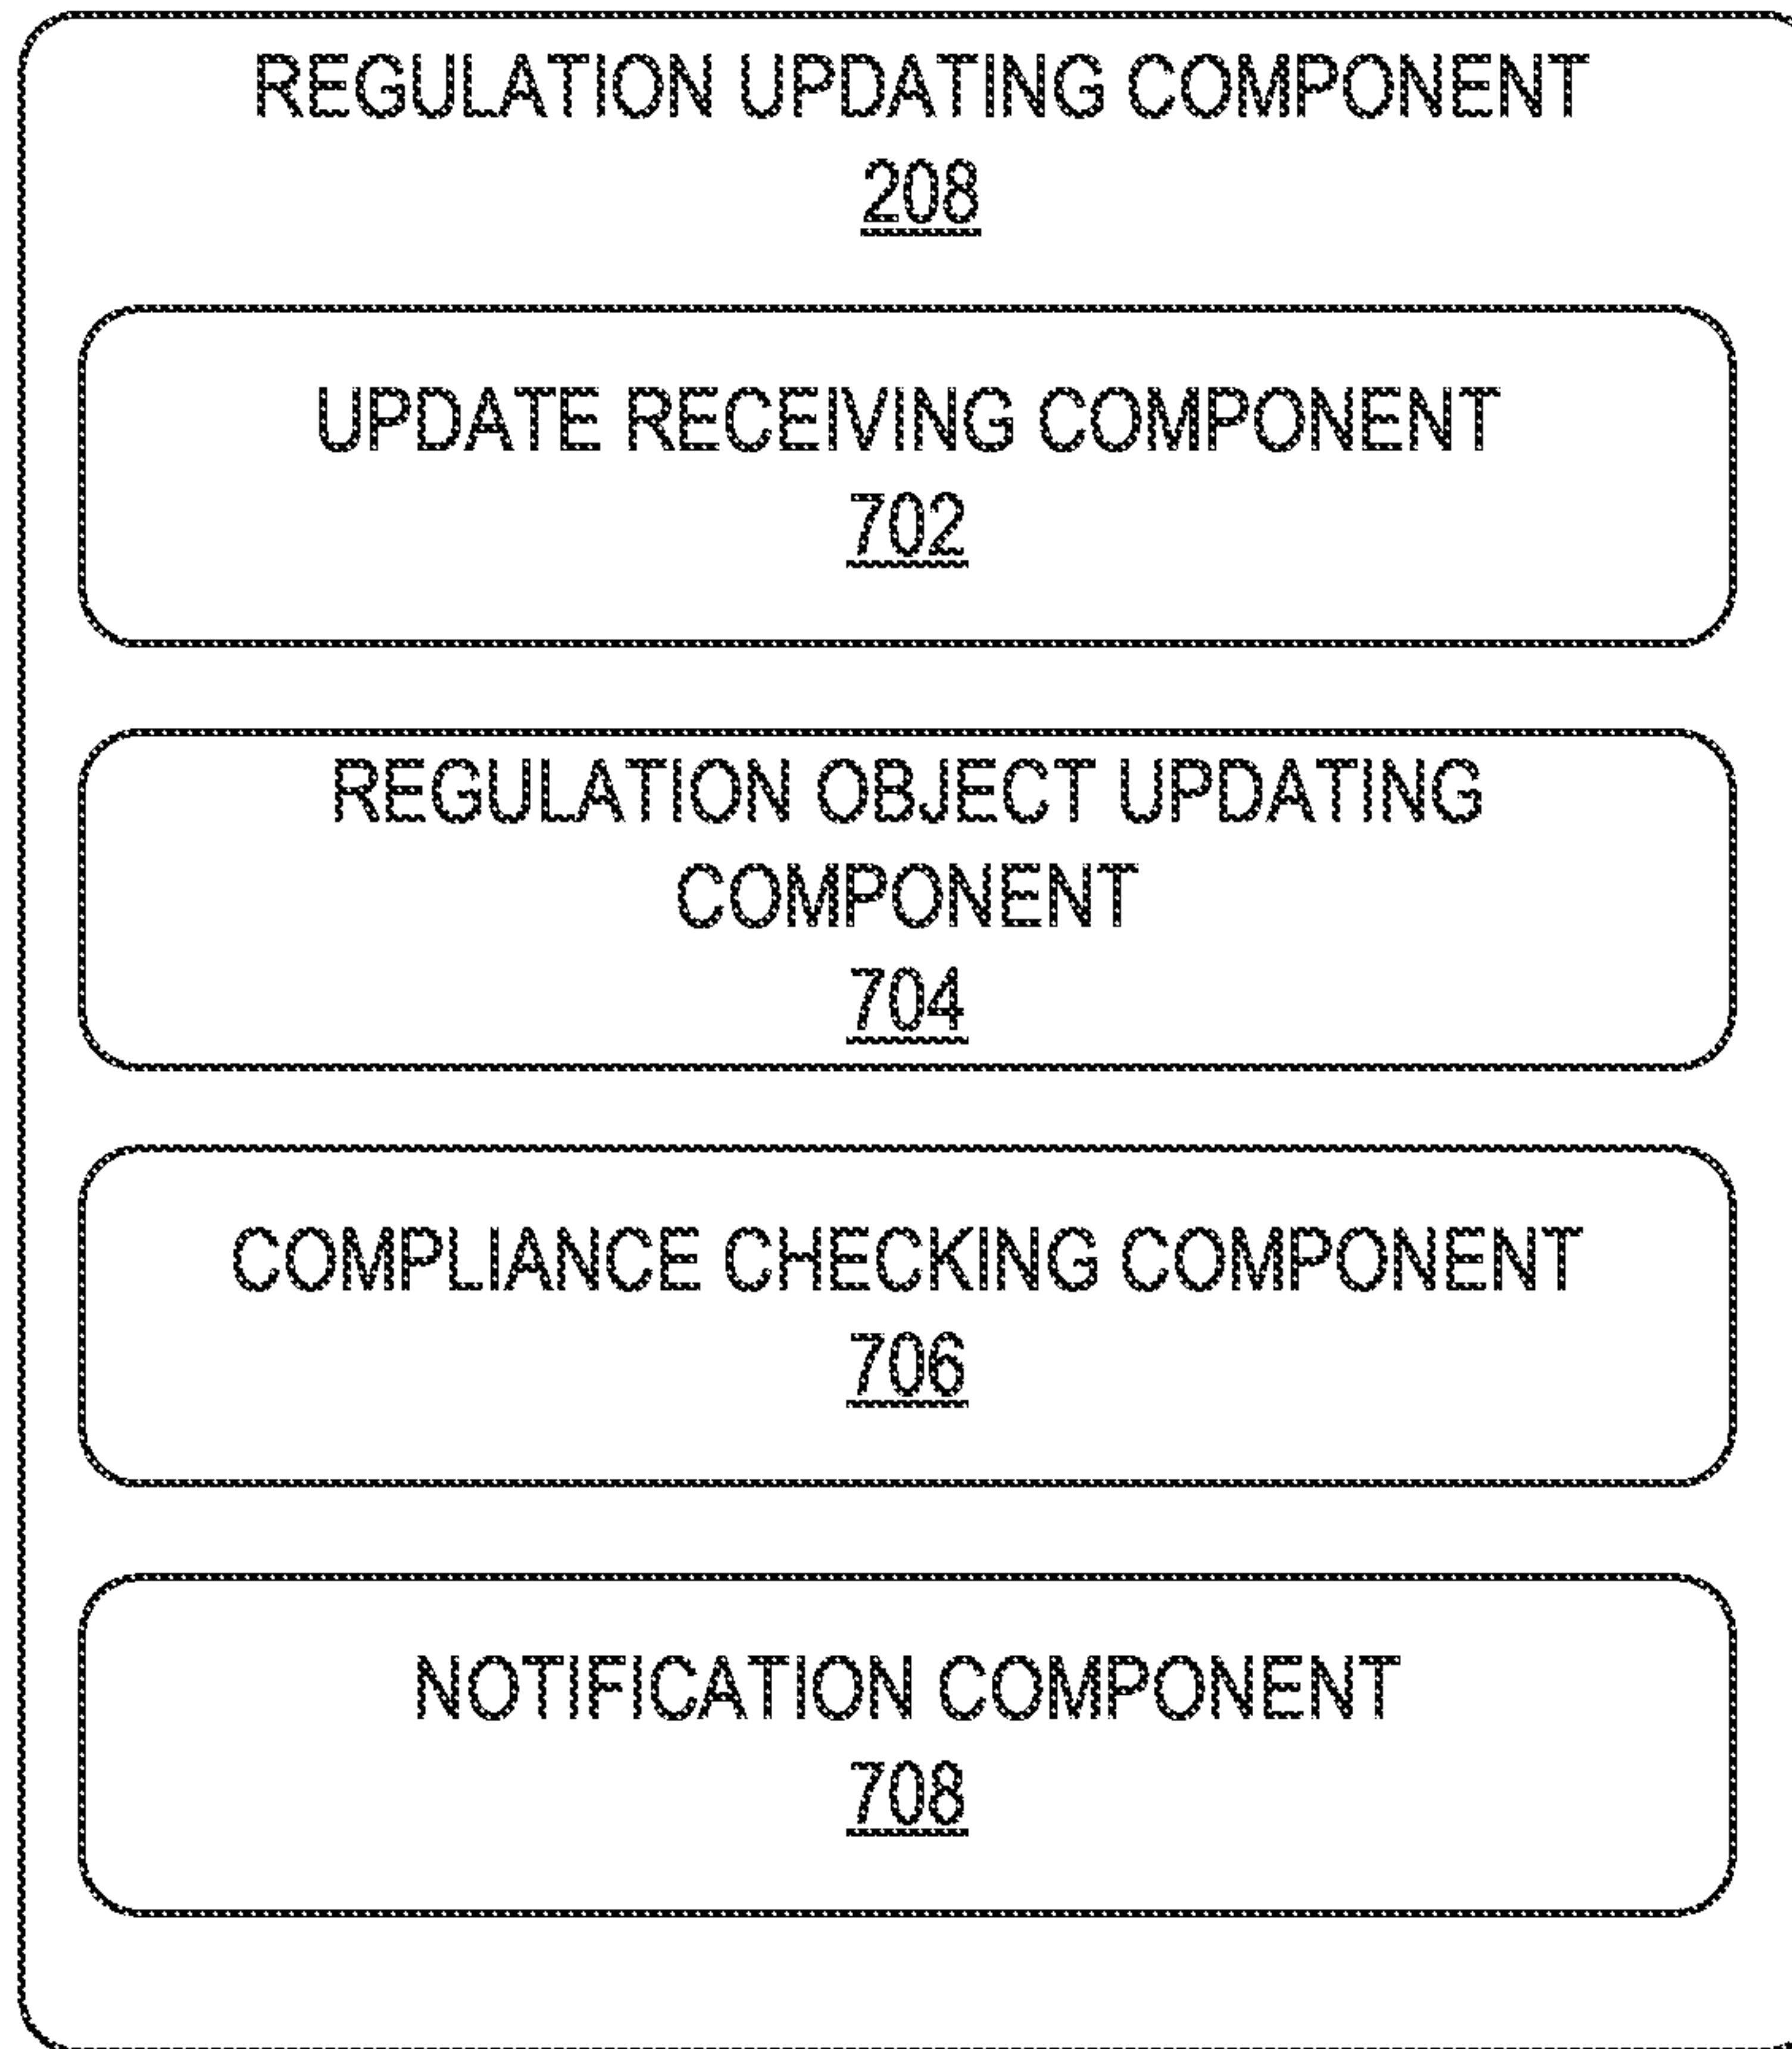 REGULATION UPDATING COMPONENT
208
UPDATE RECEIVING COMPONENT
702
REGULATION OBJECT UPDATING
COMPONENT
704
COMPLIANCE CHECKING COMPONENT
706
NOTIFICATION COMPONENT
708